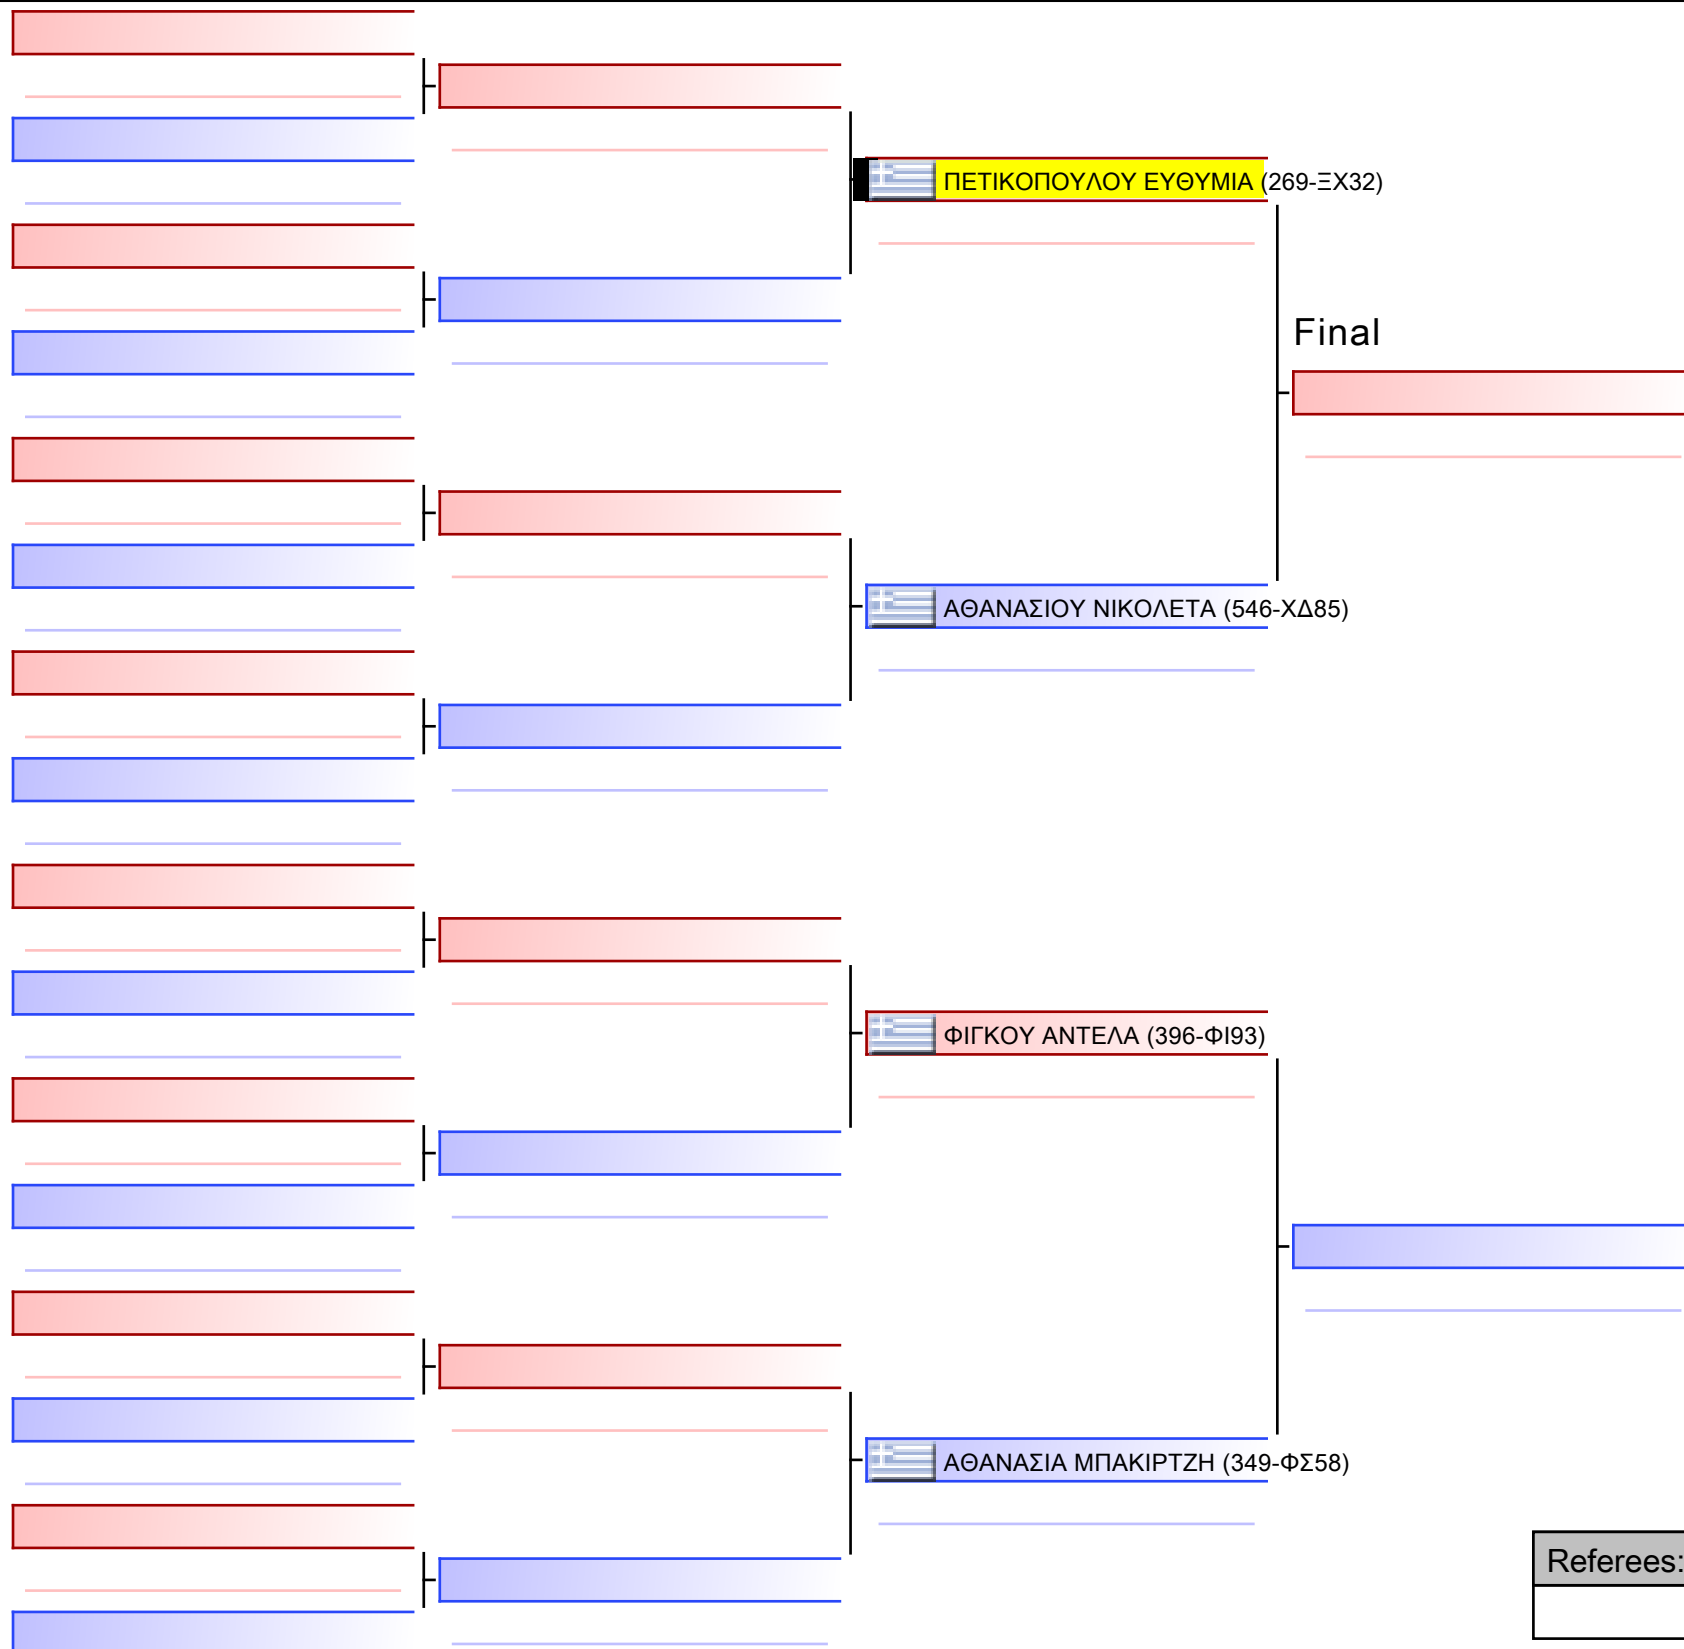 ΠΕΤΙΚΟΠΟΥΛΟΥ ΕΥΘΥΜΙΑ (269-ΞΧ32)
Final
ΑΘΑΝΑΣΙΟΥ ΝΙΚΟΛΕΤΑ (546-ΧΔ85)
ΦΙΓΚΟΥ ΑΝΤΕΛΑ (396-ΦΙ93)
ΑΘΑΝΑΣΙΑ ΜΠΑΚΙΡΤΖΗ (349-ΦΣ58)
Referees: